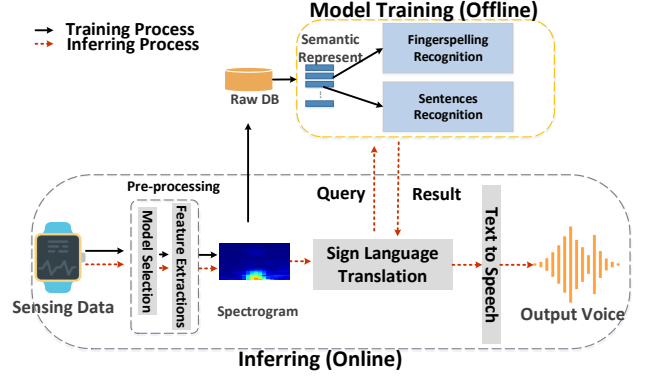 Model Training (Offline)
Training Process
Inferring Process
Semantic
Represent
Fingerspelling
Recognition
Raw DB
Sentences
Recognition
Pre-processing
Query
Result
Model Selection
Feature Extractions
Text to Speech
Sign Language
Translation
Sensing Data
Spectrogram
Output Voice
Inferring (Online)